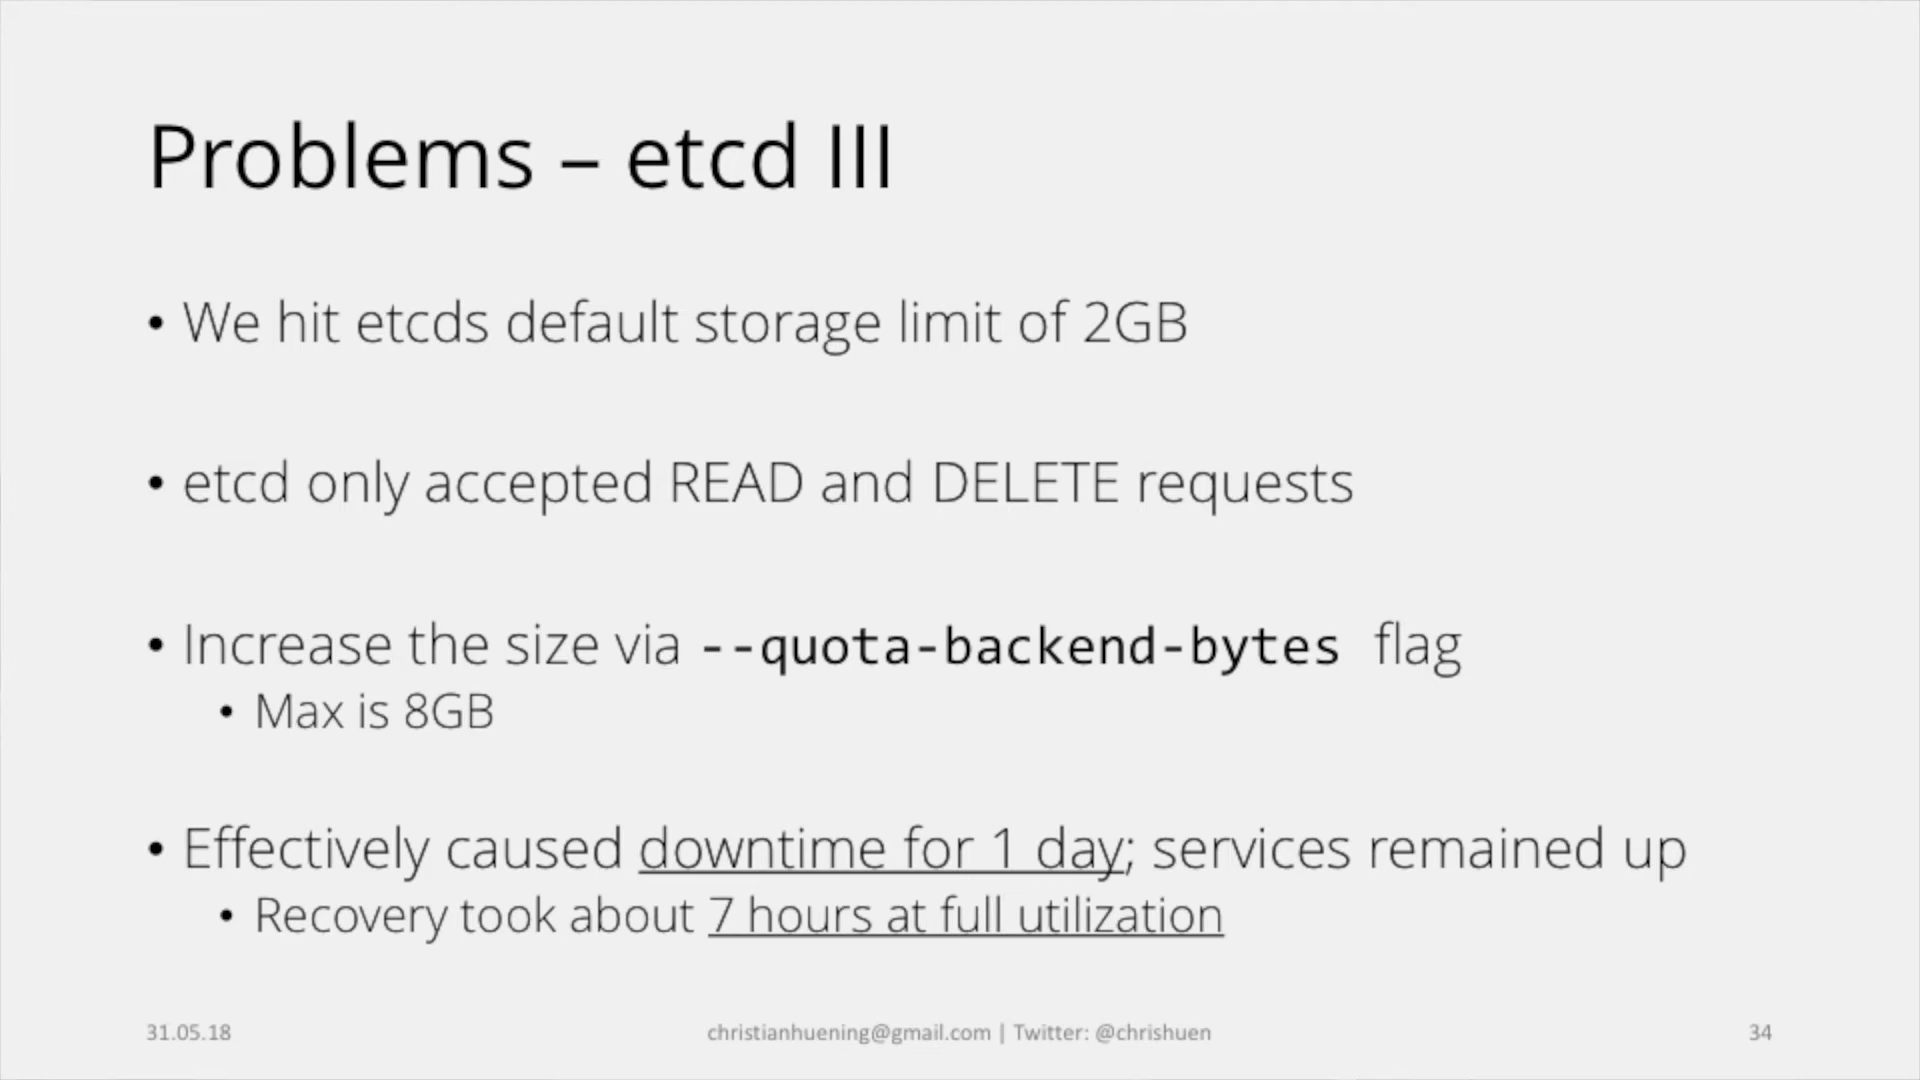 Problems – etcd III
• We hit etcds default storage limit of 2GB
• etcd only accepted READ and DELETE requests
• Increase the size via --quota-backend-bytes flag
• Max is 8GB
• Effectively caused downtime for 1 day; services remained up
• Recovery took about 7 hours at full utilization
31.05.18 christianhuening@gmail.com | Twitter: @chrishuen 34